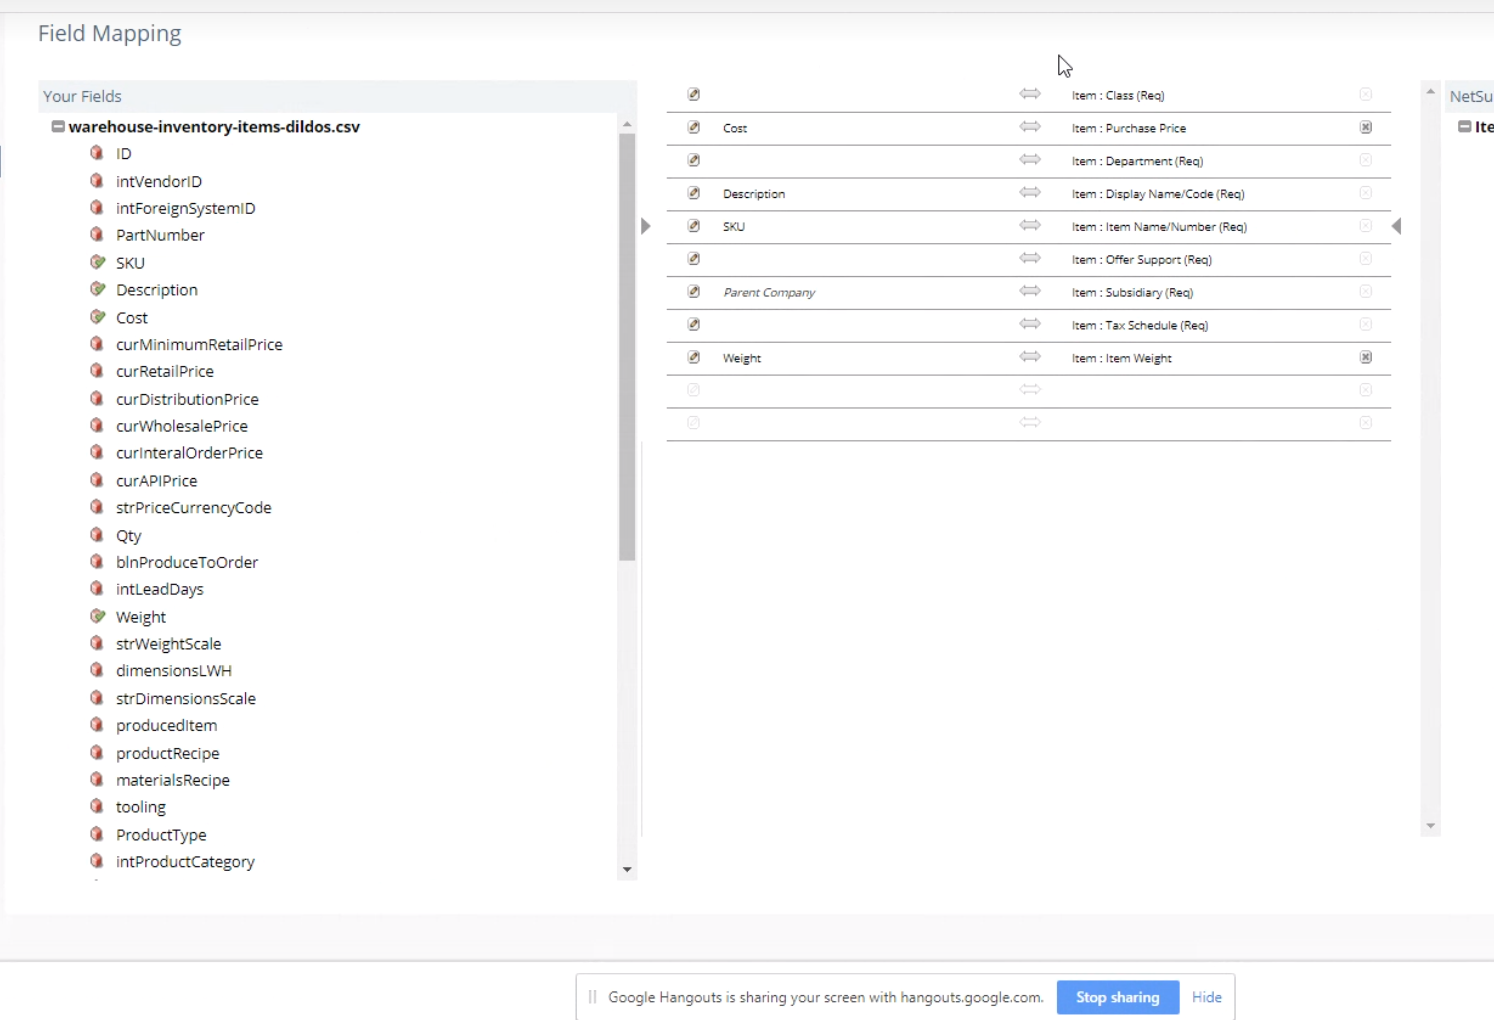 Field Mapping
Your Fields
warehouse-inventory-items-dildos.csv
ID
intVendorID
intForeignSystemID
PartNumber
SKU
Description
Cost
curMinimumRetailPrice
curRetailPrice
curDistributionPrice
curWholesalePrice
curInteralOrderPrice
curAPIPrice
strPriceCurrencyCode
Qty
blnProduceToOrder
intLeadDays
Weight
strWeightScale
dimensionsLWH
strDimensionsScale
producedItem
productRecipe
materialsRecipe
tooling
ProductType
intProductCategory
Item : Class (Req)
Cost Item : Purchase Price
Item : Department (Req)
Description Item : Display Name/Code (Req)
SKU Item : Item Name/Number (Req)
Item : Offer Support (Req)
Parent Company Item : Subsidiary (Req)
Item : Tax Schedule (Req)
Weight Item : Item Weight
NetSu
Ite
Google Hangouts is sharing your screen with hangouts.google.com. Stop sharing Hide